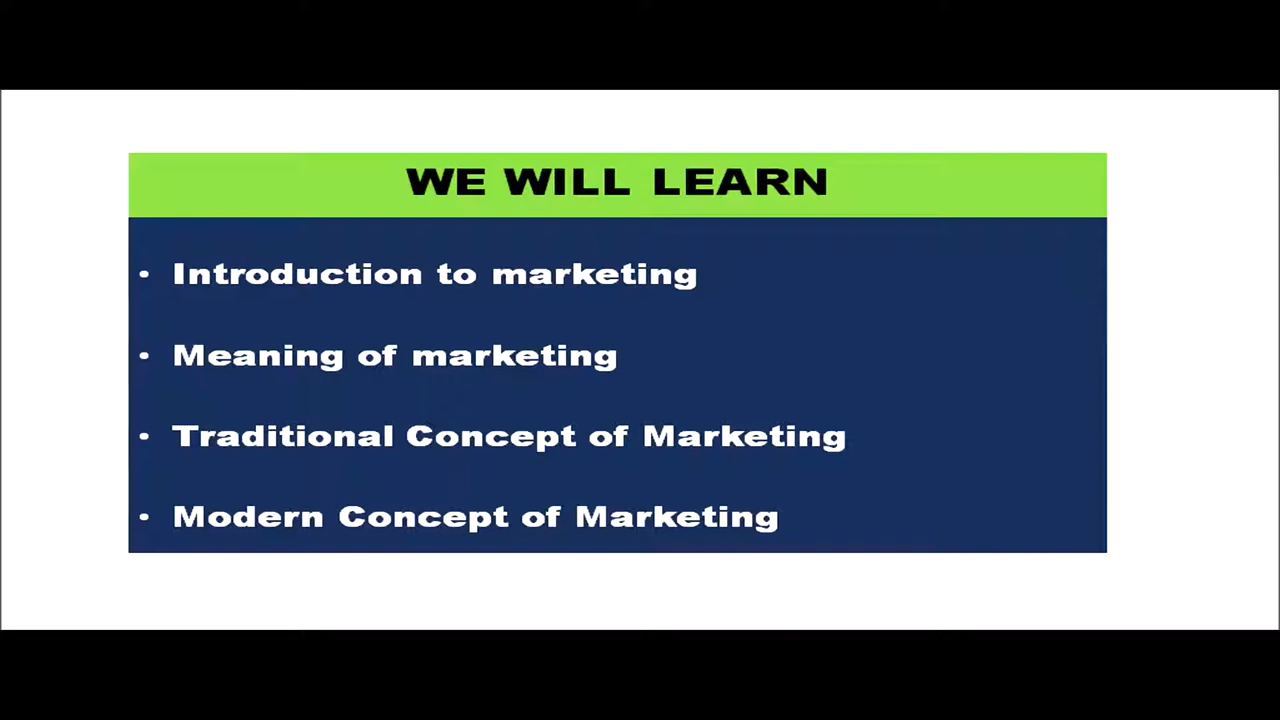 WE WILL LEARN
• Introduction to marketing
• Meaning of marketing
• Traditional Concept of Marketing
• Modern Concept of Marketing